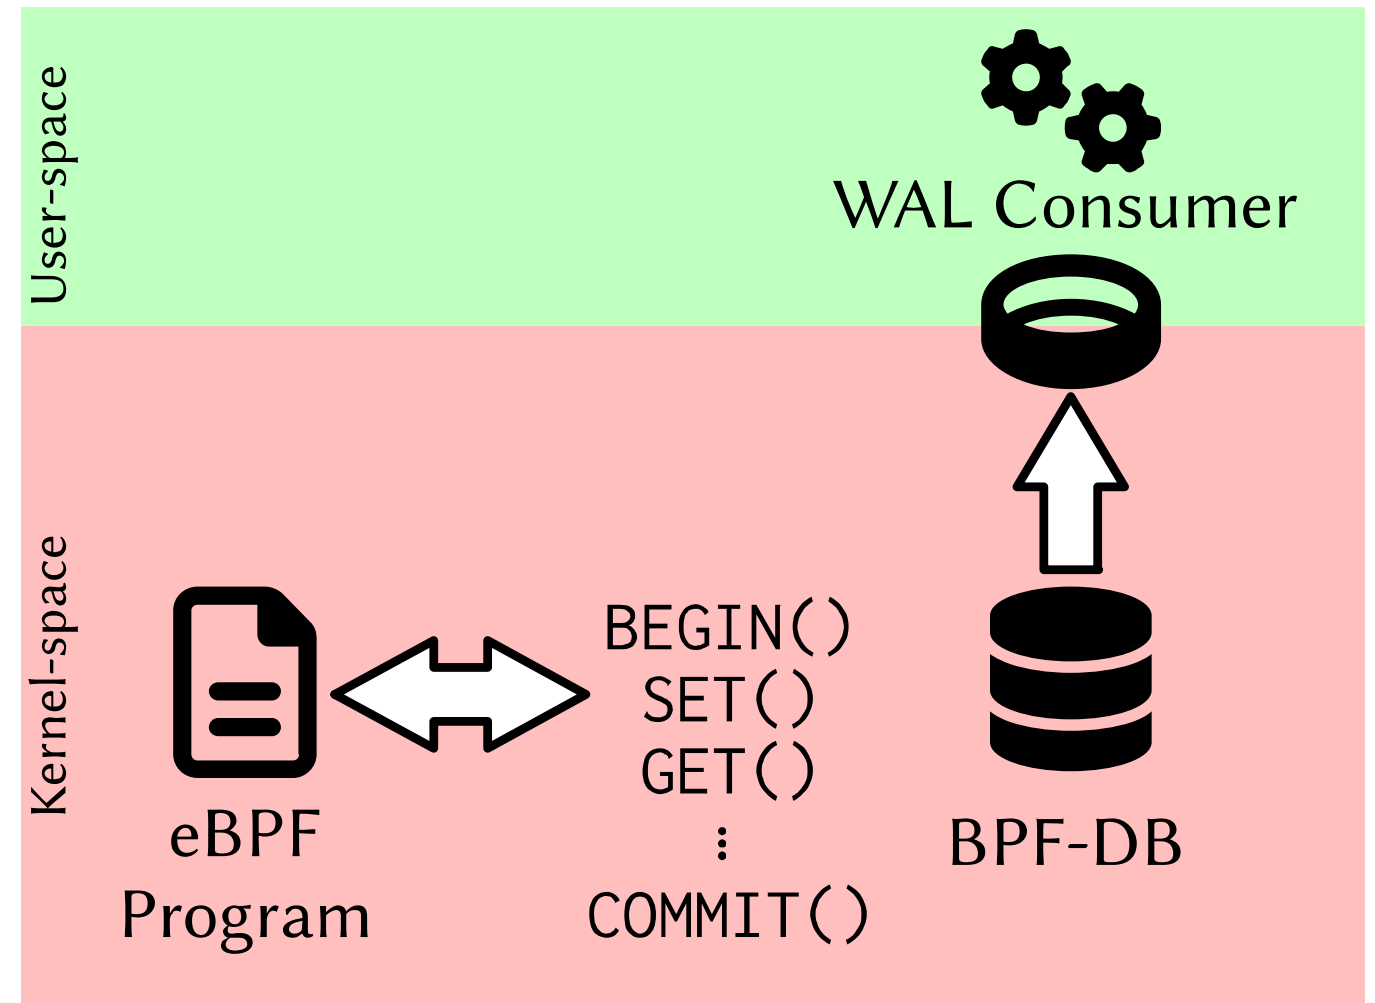 User-space
WAL Consumer
Kernel-space
BEGIN()
SET()
GET()
⋮
COMMIT()
eBPF
Program
BPF-DB